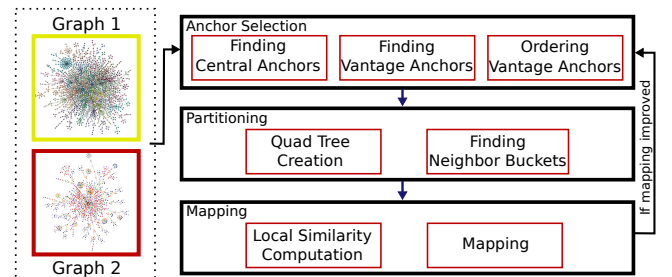 Graph 1
Graph 2
Anchor Selection
Finding
Central Anchors
Finding
Vantage Anchors
Ordering
Vantage Anchors
Partitioning
Quad Tree
Creation
Finding
Neighbor Buckets
Mapping
Local Similarity
Computation
Mapping
If mapping improved